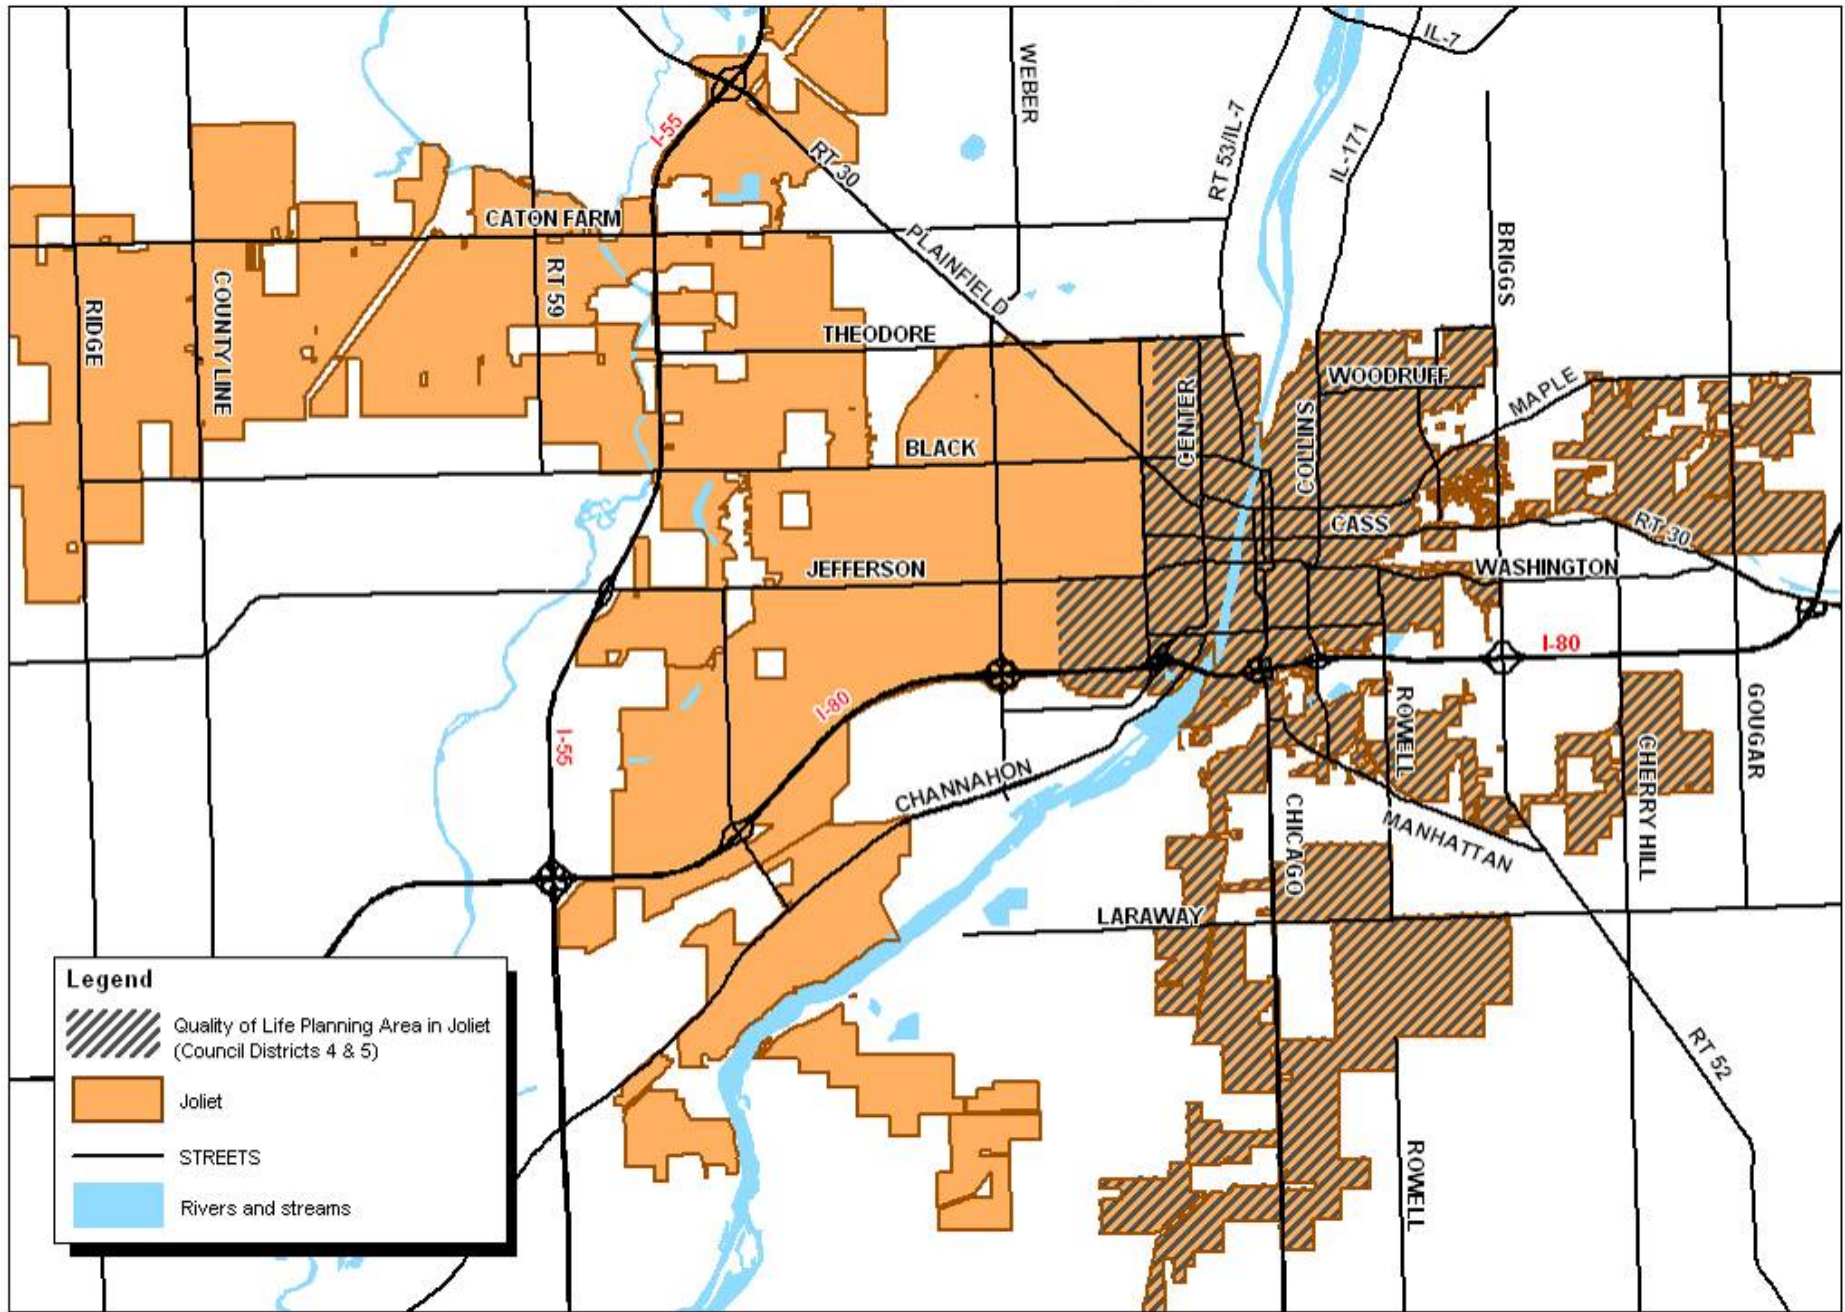 IL-7
WEBER
I-55
RT 30
RT 53/IL-7
IL-171
CATON FARM
PLAINFIELD
BRIGGS
RIDGE
COUNTY LINE
RT 59
THEODORE
CENTER
COLLINS
WOODRUFF
MAPLE
BLACK
CASS
RT 30
JEFFERSON
WASHINGTON
I-80
I-55
I-80
ROWELL
GOUGAR
CHERRY HILL
CHANNAHON
CHICAGO
MANHATTAN
LARAWAY
RT 52
ROWELL
Legend
Quality of Life Planning Area in Joliet
(Council Districts 4 & 5)
Joliet
STREETS
Rivers and streams